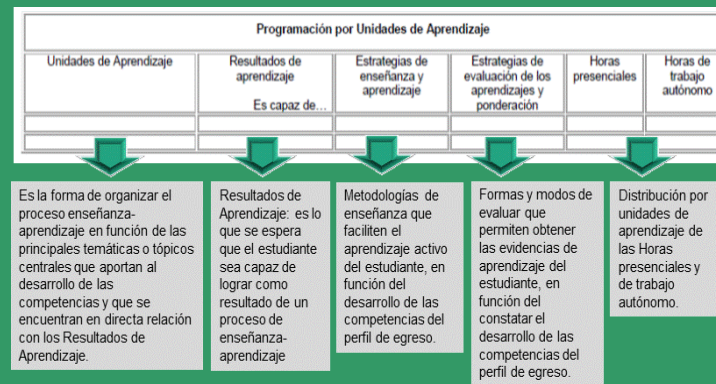 Programación por Unidades de Aprendizaje
Unidades de Aprendizaje
Resultados de
aprendizaje
Es capaz de…
Estrategias de
enseñanza y
aprendizaje
Estrategias de
evaluación de los
aprendizajes y
ponderación
Horas
presenciales
Horas de
trabajo
autónomo
Es la forma de organizar el
proceso enseñanza-
aprendizaje en función de las
principales temáticas o tópicos
centrales que aportan al
desarrollo de las
competencias y que se
encuentran en directa relación
con los Resultados de
Aprendizaje.
Resultados de
Aprendizaje: es lo
que se espera
que el estudiante
sea capaz de
lograr como
resultado de un
proceso de
enseñanza-
aprendizaje
Metodologías de
enseñanza que
faciliten el
aprendizaje activo
del estudiante, en
función del
desarrollo de las
competencias del
perfil de egreso.
Formas y modos de
evaluar que
permiten obtener
las evidencias de
aprendizaje del
estudiante, en
función del
constatar el
desarrollo de las
competencias del
perfil de egreso.
Distribución por
unidades de
aprendizaje de
las Horas
presenciales y
de trabajo
autónomo.